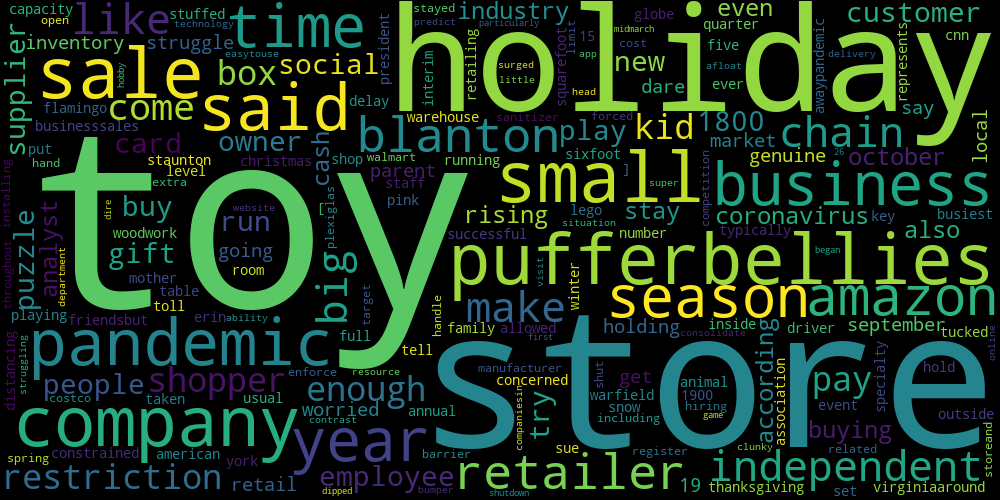 capacity
stuffed
technology
open
like
time
president
stayed
predict
particularly
industry
globe
limit
15
app
midmarch
even
quarter
five
customer
cnn
supplier
inventory
struggle
easytouse
holiday
retailing
interim
surged
little
squarefoot
new
cost
dare
ever
afloat
delivery
awaypandemic
represents
sale
hobby
box
social
flamingo
come
said
delay
head
say
businesssales
warehouse
sanitizer
forced
kid
1800
market
chain
october
local
put
card
owner
cash
blanton
play
hand
staunton
level
christmas
shop
walmart
running
sixfoot
genuine
26
parent
staff
pink
small
super
competition
business
extra
toy
lego
situation
stay
number
coronavirus
key
busiest
throughout
installing
puzzle
analyst
dire
buy
run
website
[
]
plexiglas
rising
successful
typically
also
woodwork
gift
going
room
big
pufferbellies
began
department
mother
table
toll
target
handle
make
visit
winter
season
amazon
playing
friendsbut
erin
ability
full
family
allowed
holding
inside
driver
september
tucked
online
distancing
struggling
pandemic
tell
first
store
consolidate
according
association
people
shopper
enforce
resource
manufacturer
concerned
shut
get
animal
1900
hiring
game
pay
specialty
hold
costco
taken
usual
enough
contrast
worried
annual
companiesin
try
warfield
snow
including
event
outside
company
year
barrier
sue
register
clunky
related
buying
storeand
spring
constrained
american
york
restriction
retail
dipped
employee
bumper
retailer
shutdown
19
independent
thanksgiving
set
virginiaaround